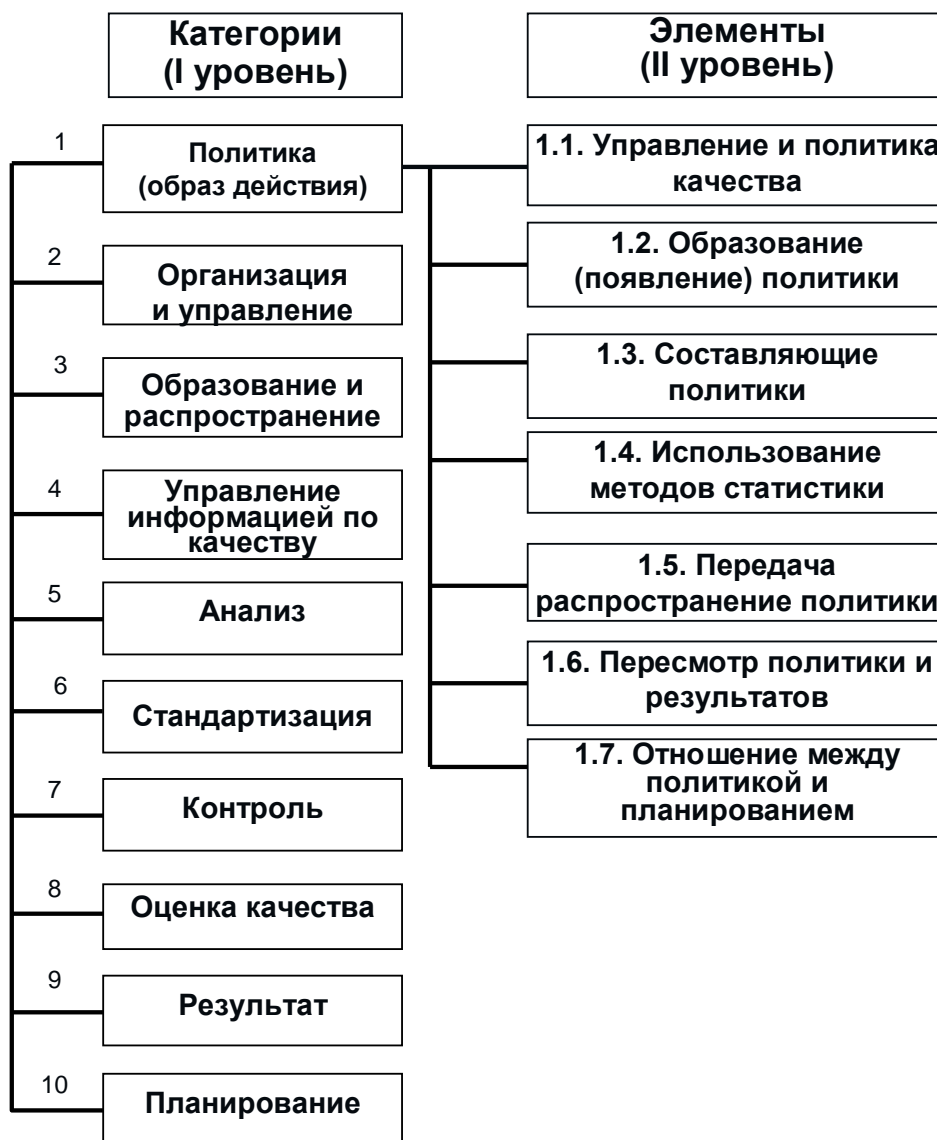 Категории
(I уровень)
Элементы
(II уровень)
1
Политика
(образ действия)
2
Организация
и управление
3
Образование и
распространение
4
Управление
информацией по
качеству
5
Анализ
6
Стандартизация
7
Контроль
8
Оценка качества
9
Результат
10
Планирование
1.1. Управление и политика
качества
1.2. Образование
(появление) политики
1.3. Составляющие
политики
1.4. Использование
методов статистики
1.5. Передача
распространение политики
1.6. Пересмотр политики и
результатов
1.7. Отношение между
политикой и
планированием